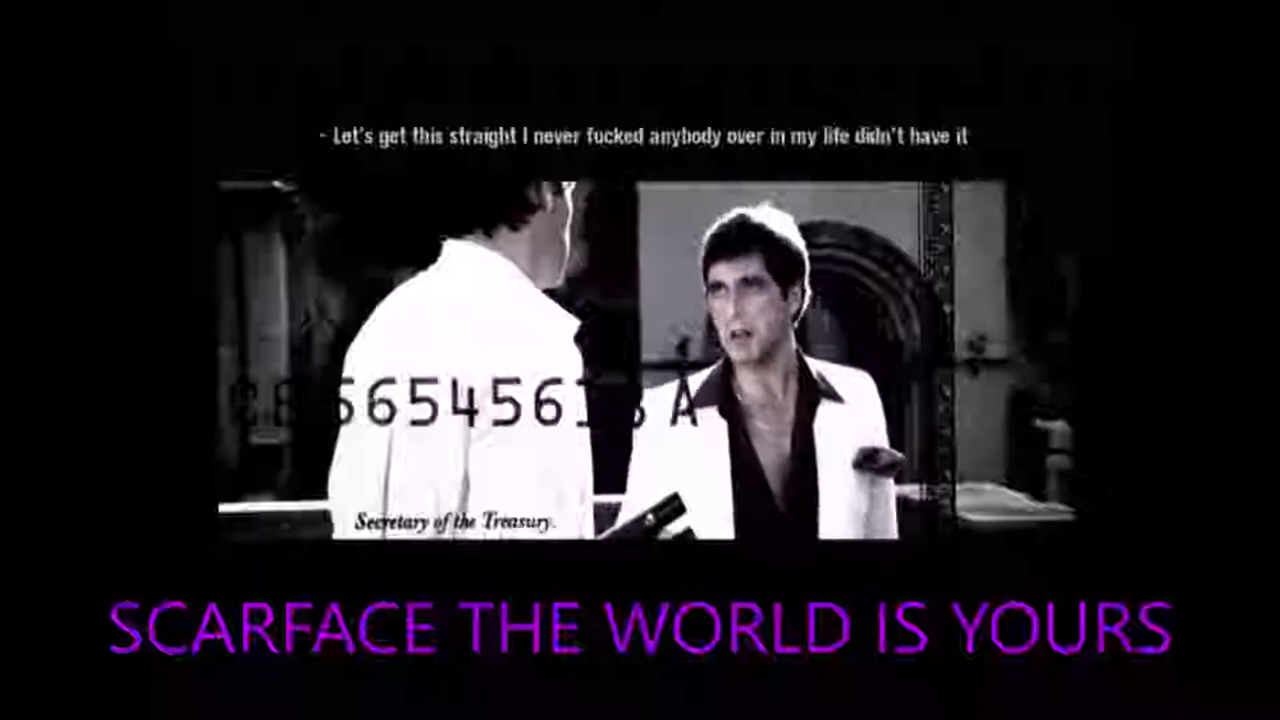 - Let's get this straight I never fucked anybody over in my life didn't have it
5654561 A
Secretary of the Treasury.
SCARFACE THE WORLD IS YOURS